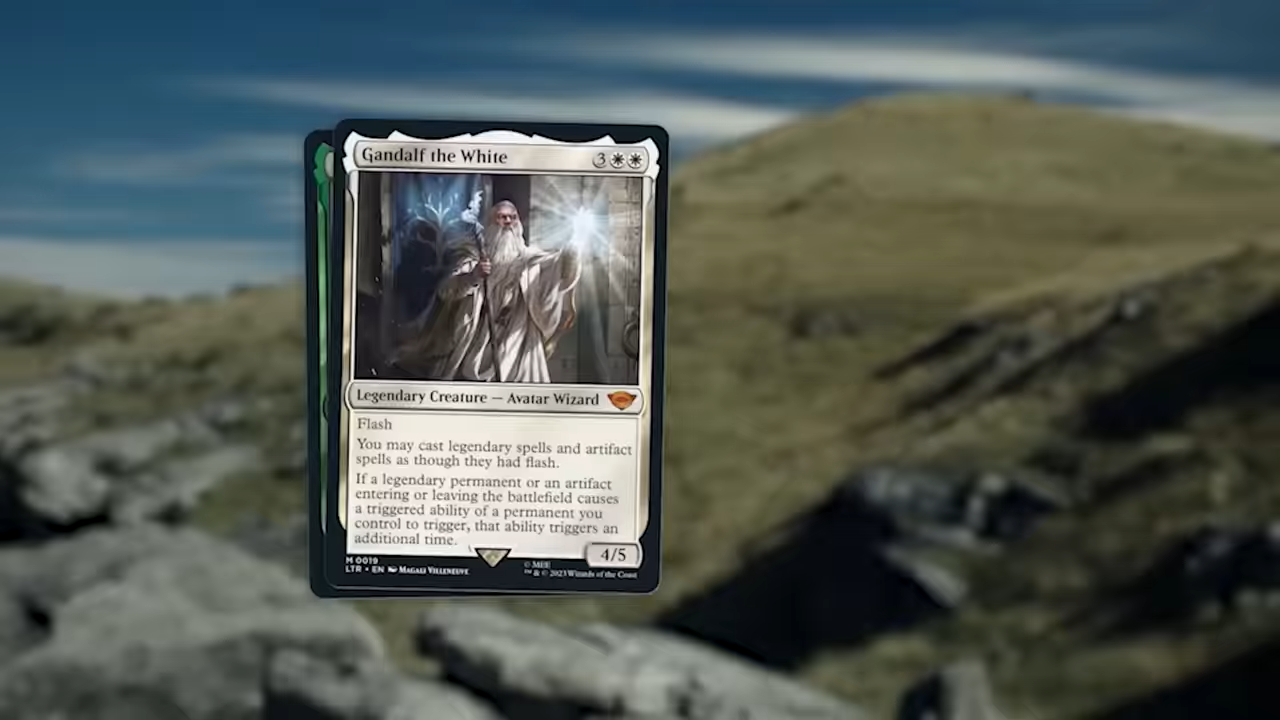 Gandalf the White 3
Legendary Creature — Avatar Wizard
Flash
You may cast legendary spells and artifact
spells as though they had flash.
If a legendary permanent or an artifact
entering or leaving the battlefield causes
a triggered ability of a permanent you
control to trigger, that ability triggers an
additional time.
4/5
M 0019
LTR • EN MAGALI VILLENEUVE
© MEE
™ & © 2023 Wizards of the Coast